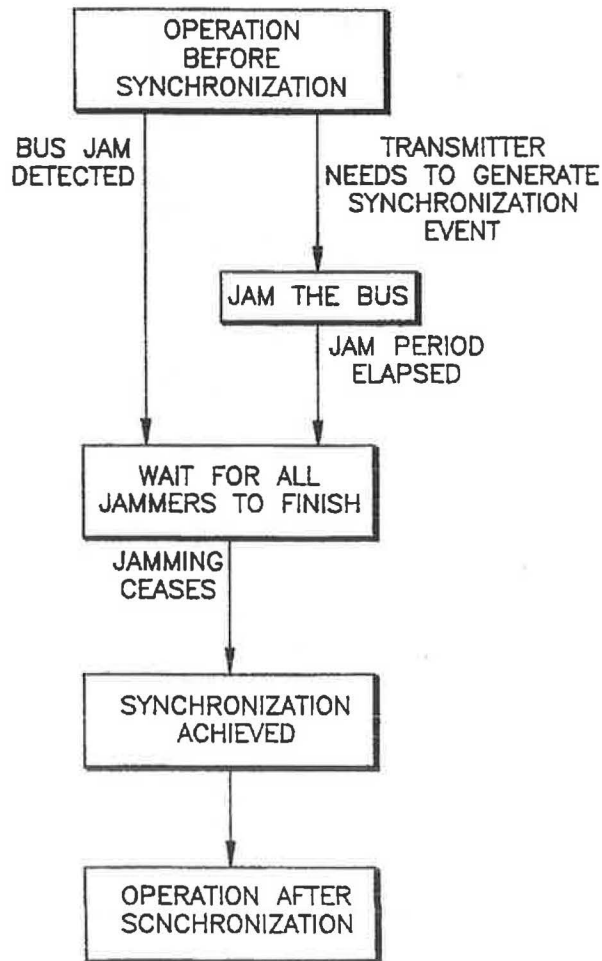 OPERATION
BEFORE
SYNCHRONIZATION
BUS JAM
DETECTED
TRANSMITTER
NEEDS TO GENERATE
SYNCHRONIZATION
EVENT
JAM THE BUS
JAM PERIOD
ELAPSED
WAIT FOR ALL
JAMMERS TO FINISH
JAMMING
CEASES
SYNCHRONIZATION
ACHIEVED
OPERATION AFTER
SCNCHRONIZATION